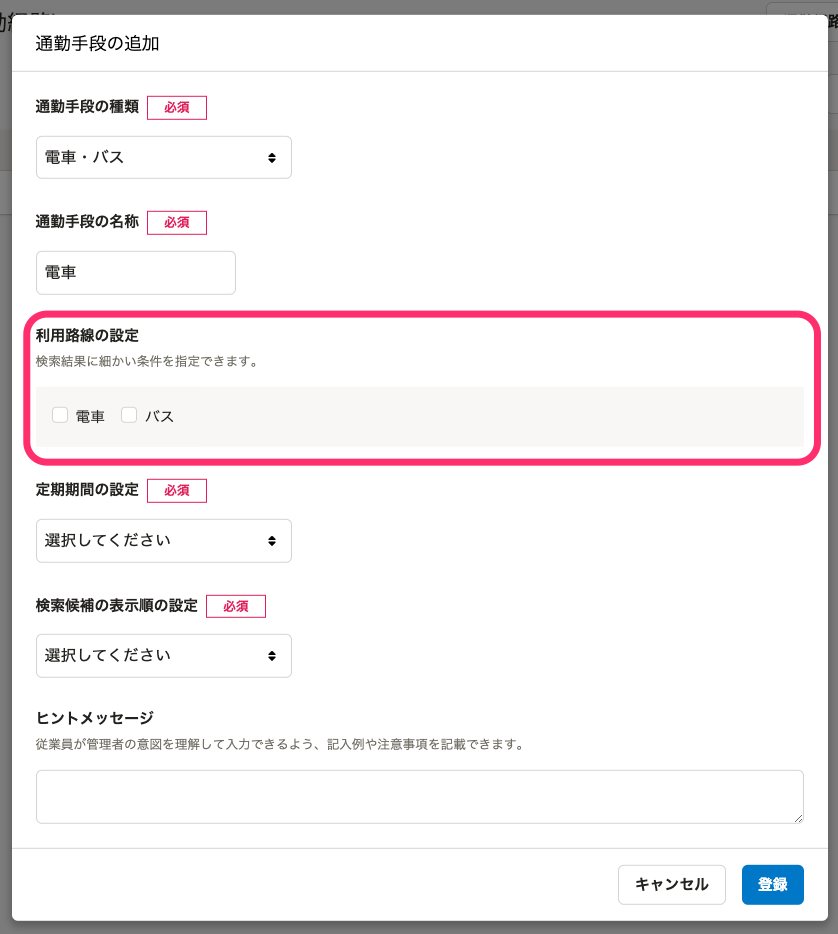 通勤手段の追加
通勤手段の種類 必須
電車・バス
通勤手段の名称 必須
電車
利用路線の設定
検索結果に細かい条件を指定できます。
電車 バス
定期期間の設定 必須
選択してください
検索候補の表示順の設定 必須
選択してください
ヒントメッセージ
従業員が管理者の意図を理解して入力できるよう、記入例や注意事項を記載できます。
キャンセル 登録